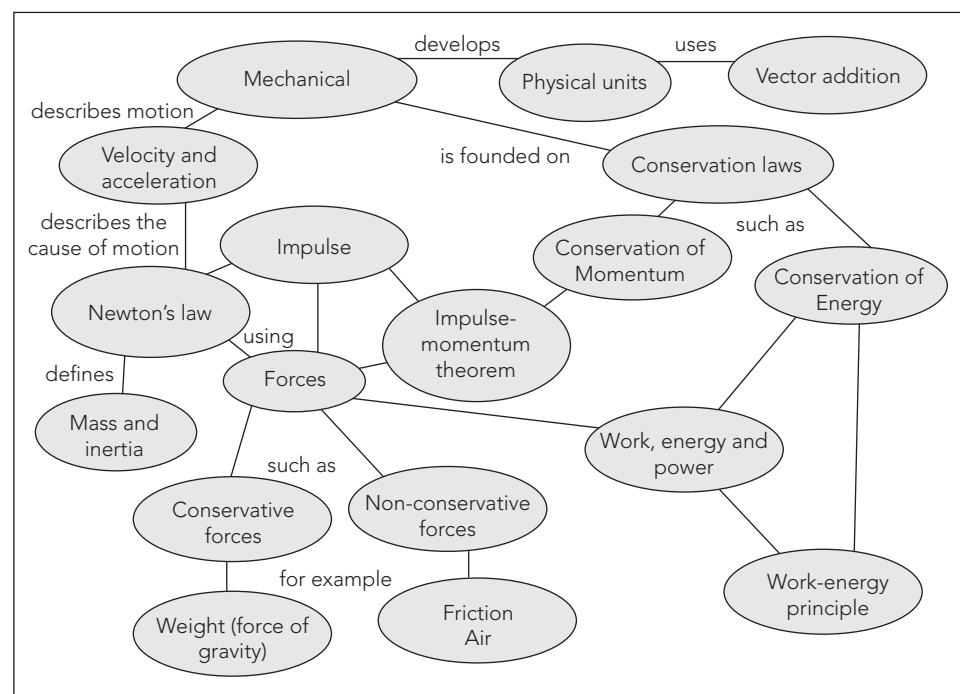 develops
uses
Mechanical
Physical units
Vector addition
describes motion
is founded on
Velocity and
acceleration
Conservation laws
describes the
cause of motion
Impulse
Conservation of
Momentum
such as
Conservation of
Energy
Newton's law
using
Impulse-
momentum
theorem
defines
Forces
Mass and
inertia
Work, energy and
power
such as
Conservative
forces
Non-conservative
forces
for example
Weight (force of
gravity)
Friction
Air
Work-energy
principle